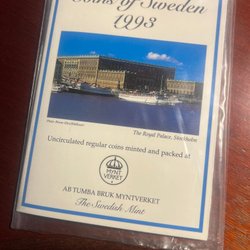 Coins of Sweden
1993
The Royal Palace, Stockholm
Uncirculated regular coins minted and packed at
MYNT
VERKET
AB TUMBA BRUK MYNTVERKET
The Swedish Mint